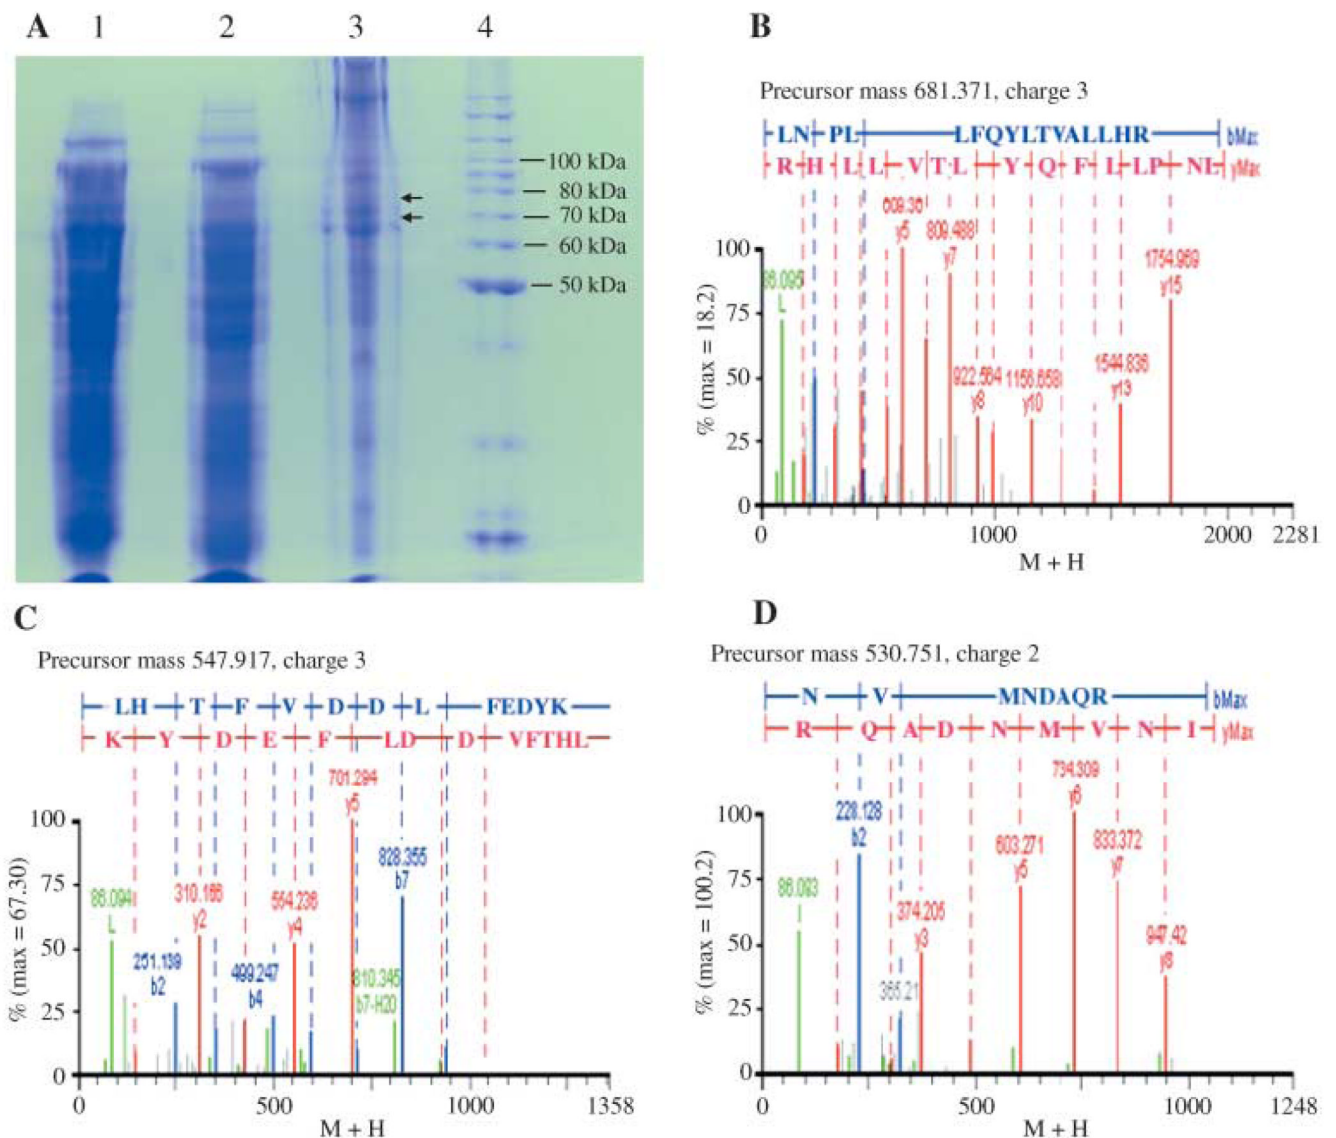 A 1 2 3 4
100 kDa
80 kDa
70 kDa
60 kDa
50 kDa
B
Precursor mass 681.371, charge 3
LN PL LFQYLTVALLHR bMax
R H L L V T L Y Q F L LP NL yMax
% (max = 18.2)
100
75
50
25
0
86.095
L
y5
809.488
y7
922.564
y8
1156.658
y10
1544.836
y13
1754.969
y15
0 1000 2000 2281
M + H
C
Precursor mass 547.917, charge 3
LH T F V D D L FEDYK
K Y D E F LD D VFTHL
% (max = 67.30)
100
75
50
25
0
86.094
L
251.139
b2
310.166
y2
499.247
b4
554.236
y4
701.294
y5
810.345
b7-H20
828.355
b7
0 500 1000 1358
M + H
D
Precursor mass 530.751, charge 2
N V MNDAQR bMax
R Q A D N M V N I yMax
% (max = 100.2)
100
75
50
25
0
86.093
228.128
b2
365.21
374.205
y3
603.271
y5
734.309
y6
833.372
y7
947.42
y8
0 500 1000 1248
M + H